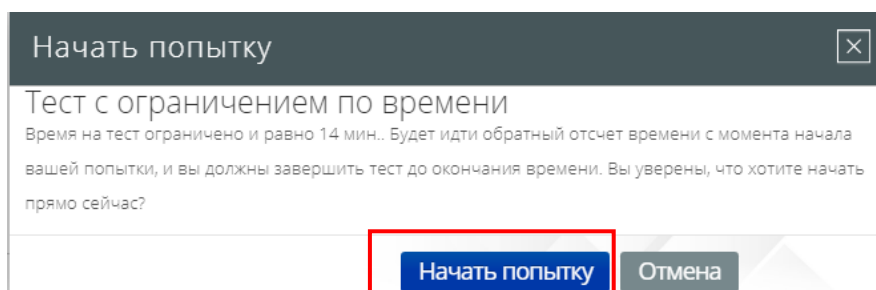 Начать попытку
Тест с ограничением по времени
Время на тест ограничено и равно 14 мин.. Будет идти обратный отсчет времени с момента начала
вашей попытки, и вы должны завершить тест до окончания времени. Вы уверены, что хотите начать
прямо сейчас?
Начать попытку Отмена